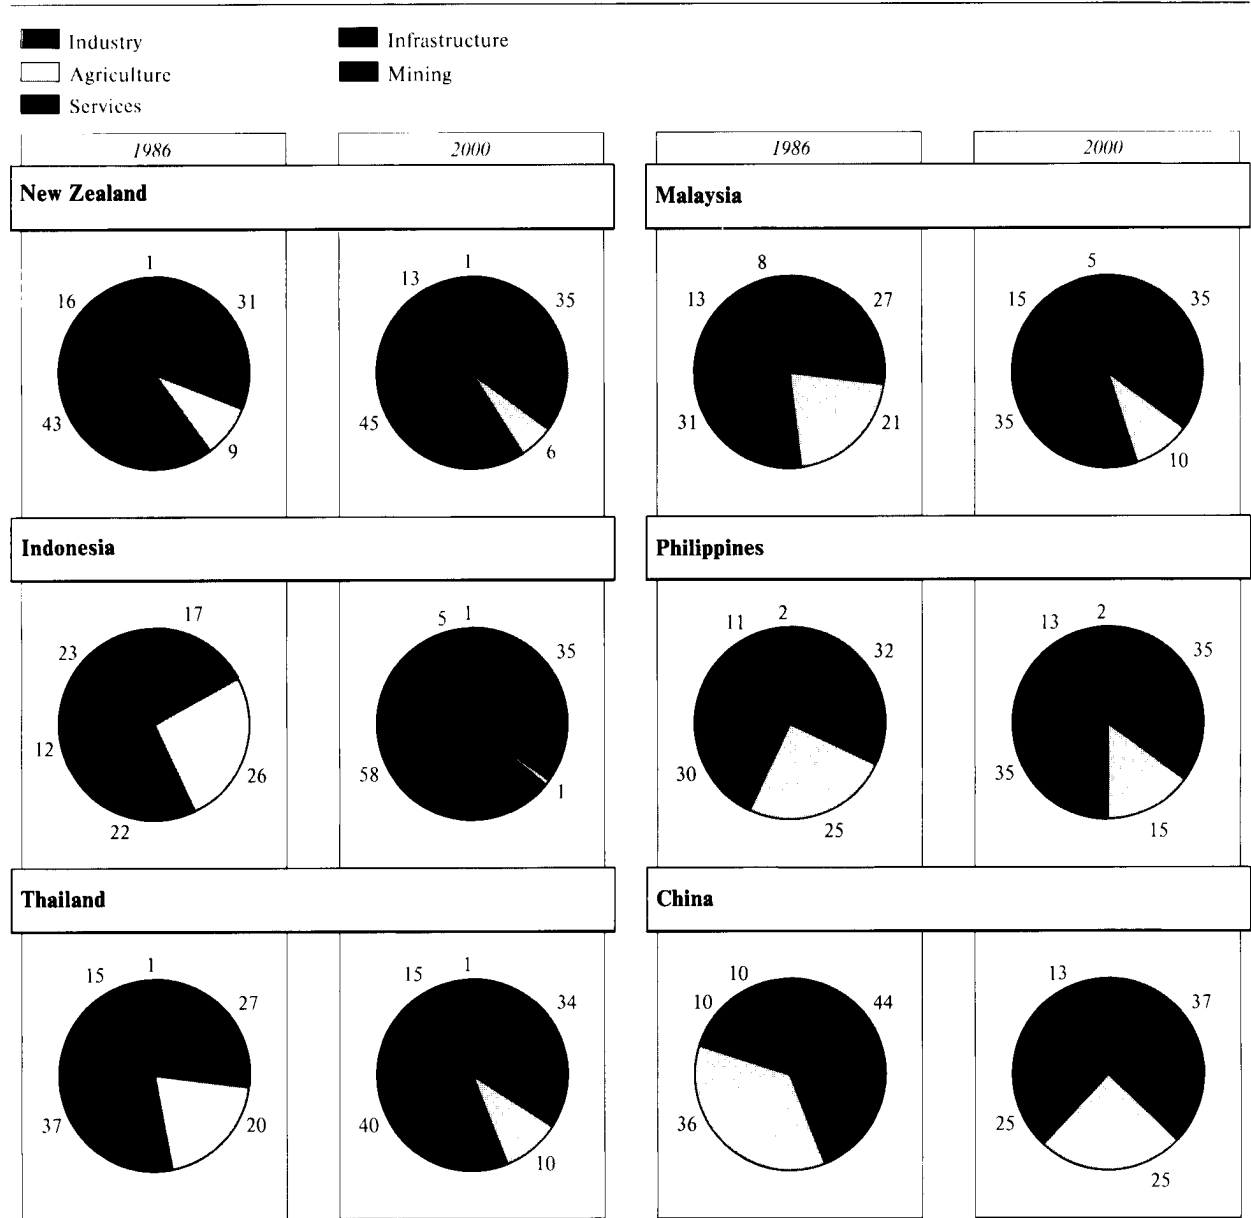 Industry Infrastructure
Agriculture Mining
Services
1986 2000 1986 2000
New Zealand Malaysia
1 1 8 5
16 31 13 35 13 27 15 35
43 9 45 6 31 21 35 10
Indonesia Philippines
17 5 1 11 2 13 2
23 35 32 35
12 26 58 1 30 25 35 15
22
Thailand China
15 1 15 1 10 13
27 34 10 44 37
37 20 40 10 36 25 25